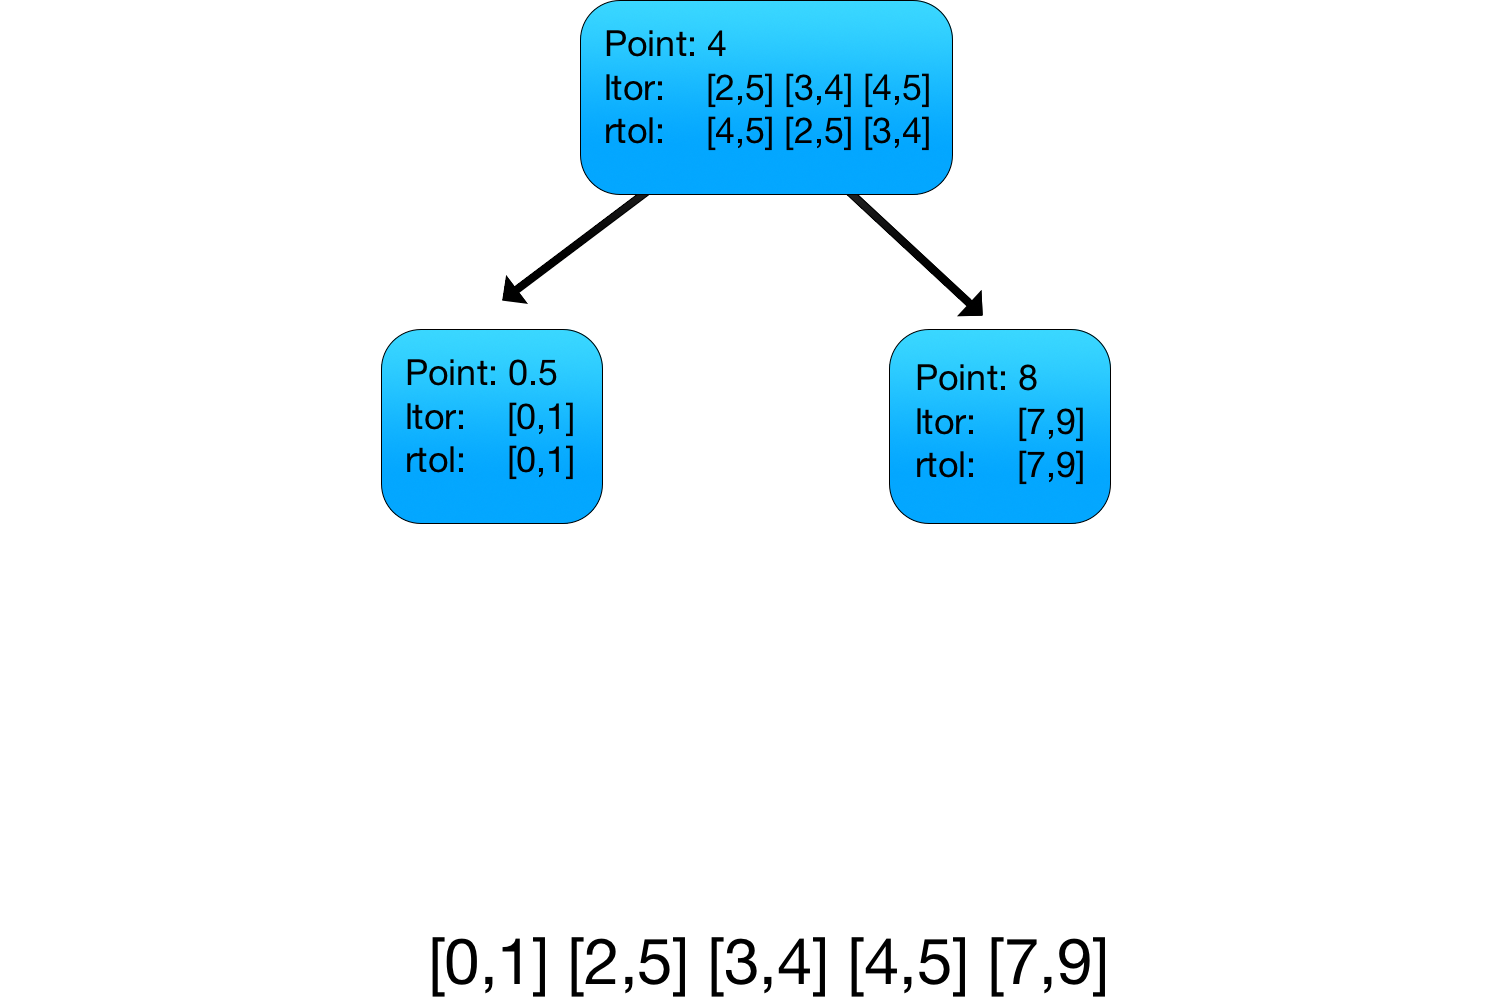 Point: 4
ltor: [2,5] [3,4] [4,5]
rtol: [4,5] [2,5] [3,4]
Point: 0.5
ltor: [0,1]
rtol: [0,1]
Point: 8
ltor: [7,9]
rtol: [7,9]
[0,1] [2,5] [3,4] [4,5] [7,9]